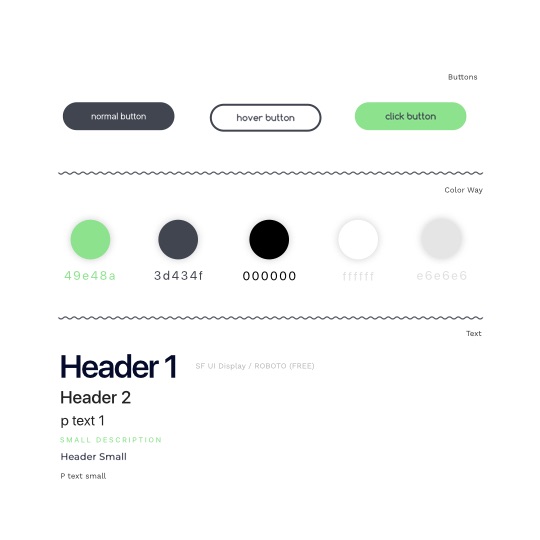 Buttons
normal button
hover button
click button
Color Way
49e48a
3d434f
000000
ffffff
e6e6e6
Text
Header 1
SF UI Display / ROBOTO (FREE)
Header 2
p text 1
SMALL DESCRIPTION
Header Small
P text small